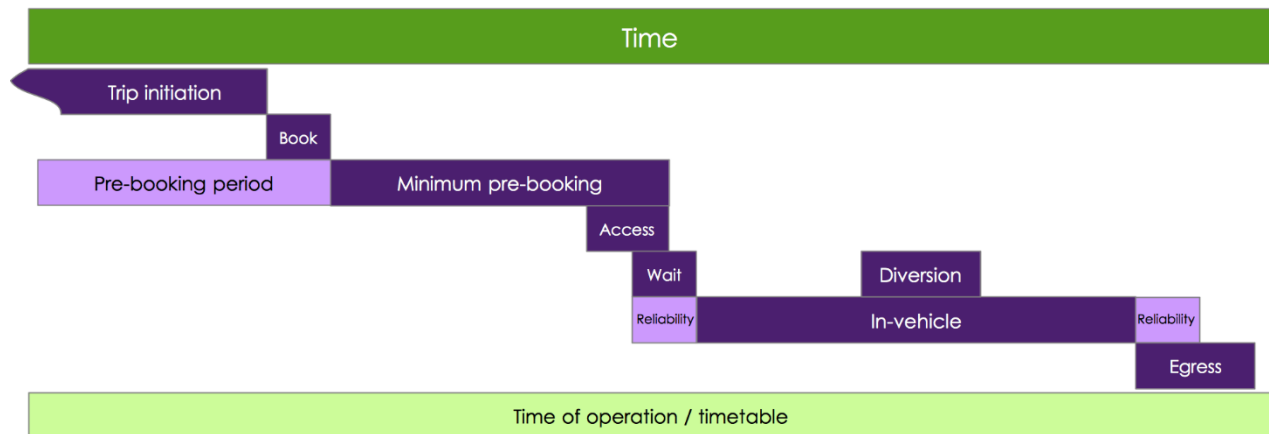 Time
Trip initiation
Book
Pre-booking period
Minimum pre-booking
Access
Wait
Diversion
Reliability
In-vehicle
Reliability
Egress
Time of operation / timetable